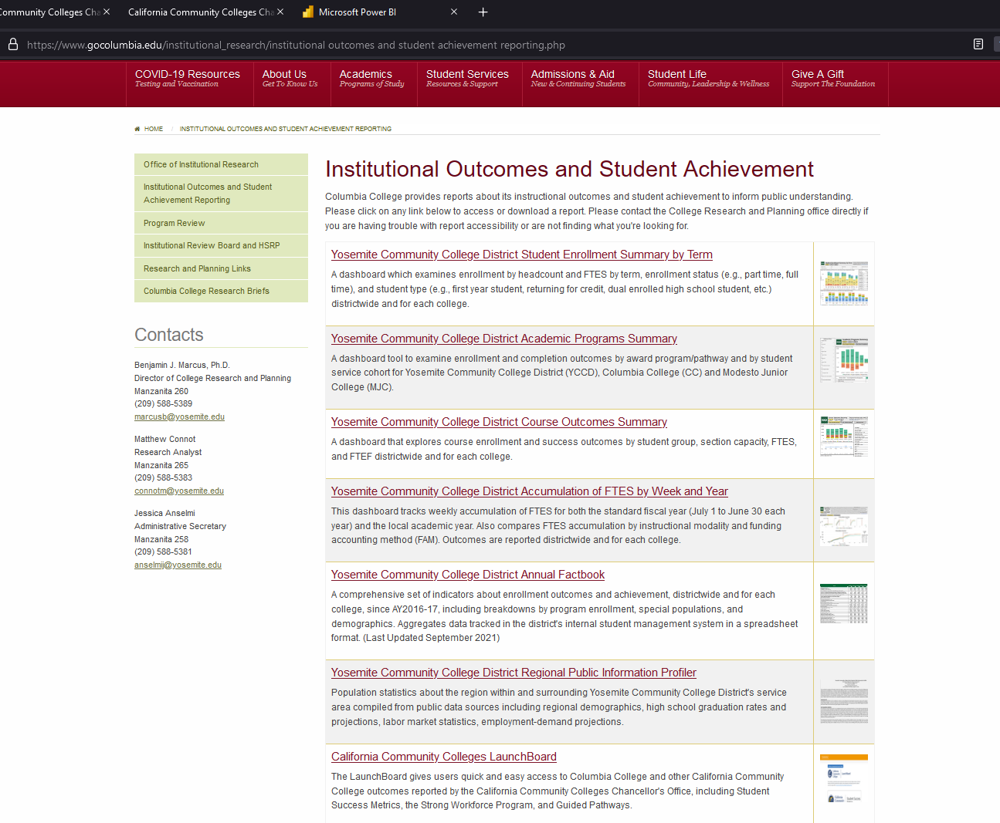 ommunity Colleges Cha
California Community Colleges Cha
Microsoft Power BI
https://www.gocolumbia.edu/institutional_research/institutional outcomes and student achievement reporting.php
COVID-19 Resources
Testing and Vaccination
About Us
Get To Know Us
Academics
Programs of Study
Student Services
Resources & Support
Admissions & Aid
New & Continuing Students
Student Life
Community, Leadership & Wellness
Give A Gift
Support The Foundation
HOME / INSTITUTIONAL OUTCOMES AND STUDENT ACHIEVEMENT REPORTING
Office of Institutional Research
Institutional Outcomes and Student
Achievement Reporting
Program Review
Institutional Review Board and HSRP
Research and Planning Links
Columbia College Research Briefs
Contacts
Benjamin J. Marcus, Ph.D.
Director of College Research and Planning
Manzanita 260
(209) 588-5389
marcusb@yosemite.edu
Matthew Connot
Research Analyst
Manzanita 265
(209) 588-5383
connotm@yosemite.edu
Jessica Anselmi
Administrative Secretary
Manzanita 258
(209) 588-5381
anselmij@yosemite.edu
Institutional Outcomes and Student Achievement
Columbia College provides reports about its instructional outcomes and student achievement to inform public understanding.
Please click on any link below to access or download a report. Please contact the College Research and Planning office directly if
you are having trouble with report accessibility or are not finding what you're looking for.
Yosemite Community College District Student Enrollment Summary by Term
A dashboard which examines enrollment by headcount and FTES by term, enrollment status (e.g., part time, full
time), and student type (e.g., first year student, returning for credit, dual enrolled high school student, etc.)
districtwide and for each college.
Yosemite Community College District Academic Programs Summary
A dashboard tool to examine enrollment and completion outcomes by award program/pathway and by student
service cohort for Yosemite Community College District (YCCD), Columbia College (CC) and Modesto Junior
College (MJC).
Yosemite Community College District Course Outcomes Summary
A dashboard that explores course enrollment and success outcomes by student group, section capacity, FTES,
and FTEF districtwide and for each college.
Yosemite Community College District Accumulation of FTES by Week and Year
This dashboard tracks weekly accumulation of FTES for both the standard fiscal year (July 1 to June 30 each
year) and the local academic year. Also compares FTES accumulation by instructional modality and funding
accounting method (FAM). Outcomes are reported districtwide and for each college.
Yosemite Community College District Annual Factbook
A comprehensive set of indicators about enrollment outcomes and achievement, districtwide and for each
college, since AY2016-17, including breakdowns by program enrollment, special populations, and
demographics. Aggregates data tracked in the district's internal student management system in a spreadsheet
format. (Last Updated September 2021)
Yosemite Community College District Regional Public Information Profiler
Population statistics about the region within and surrounding Yosemite Community College District's service
area compiled from public data sources including regional demographics, high school graduation rates and
projections, labor market statistics, employment-demand projections.
California Community Colleges LaunchBoard
The LaunchBoard gives users quick and easy access to Columbia College and other California Community
College outcomes reported by the California Community Colleges Chancellor's Office, including Student
Success Metrics, the Strong Workforce Program, and Guided Pathways.